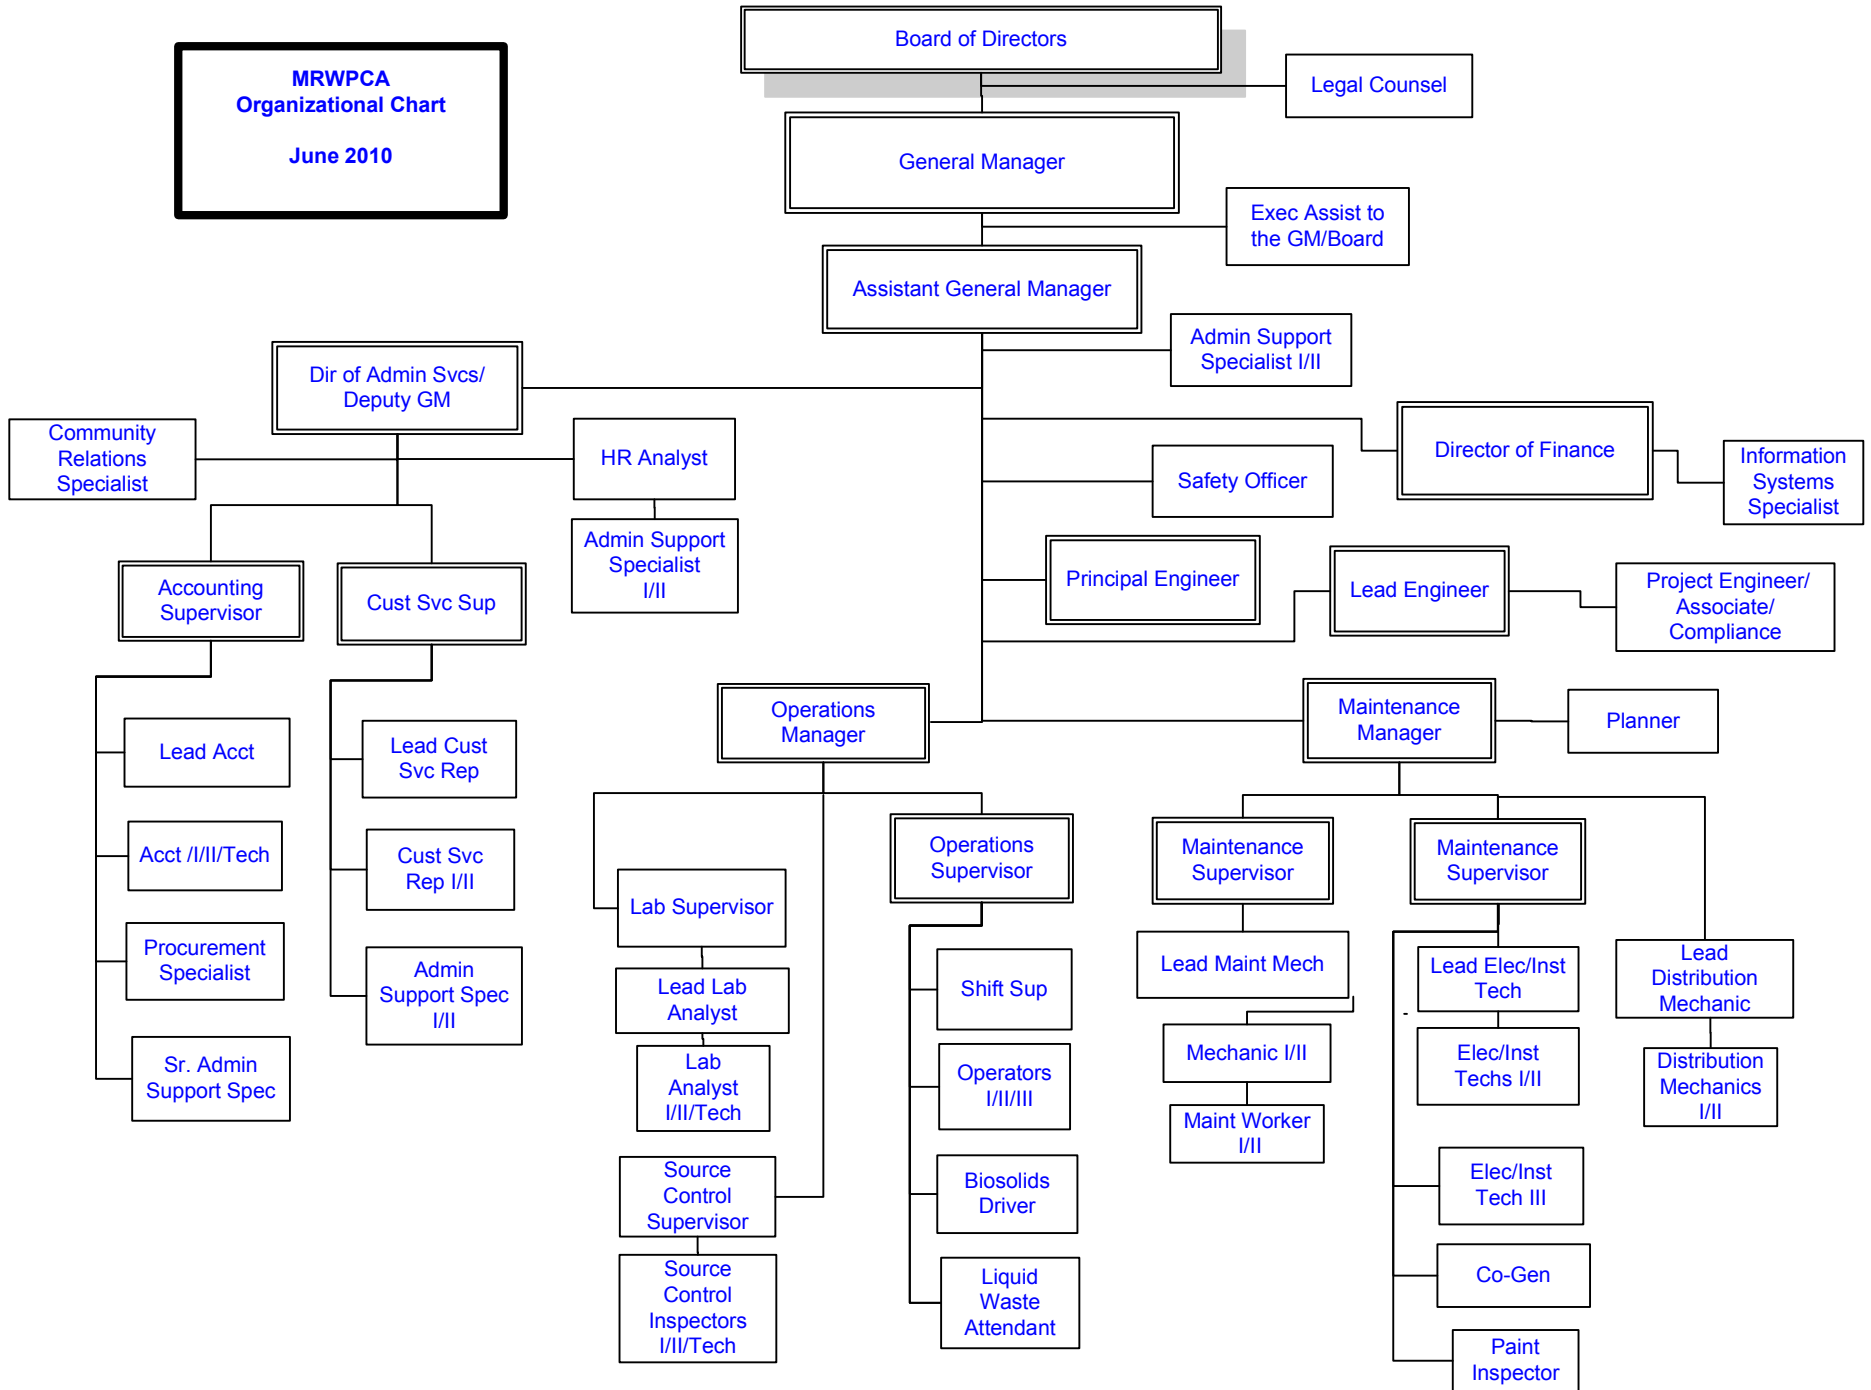 MRWPCA
Organizational Chart
June 2010
Board of Directors
Legal Counsel
General Manager
Exec Assist to
the GM/Board
Assistant General Manager
Admin Support
Specialist I/II
Dir of Admin Svcs/
Deputy GM
Community
Relations
Specialist
HR Analyst
Admin Support
Specialist
I/II
Director of Finance
Information
Systems
Specialist
Safety Officer
Principal Engineer
Lead Engineer
Project Engineer/
Associate/
Compliance
Accounting
Supervisor
Cust Svc Sup
Lead Acct
Acct /I/II/Tech
Procurement
Specialist
Sr. Admin
Support Spec
Lead Cust
Svc Rep
Cust Svc
Rep I/II
Admin
Support Spec
I/II
Operations
Manager
Maintenance
Manager
Planner
Lab Supervisor
Lead Lab
Analyst
Lab
Analyst
I/II/Tech
Source
Control
Supervisor
Source
Control
Inspectors
I/II/Tech
Operations
Supervisor
Shift Sup
Operators
I/II/III
Biosolids
Driver
Liquid
Waste
Attendant
Maintenance
Supervisor
Lead Maint Mech
Mechanic I/II
Maint Worker
I/II
Maintenance
Supervisor
Lead Elec/Inst
Tech
-
Elec/Inst
Techs I/II
Elec/Inst
Tech III
Co-Gen
Paint
Inspector
Lead
Distribution
Mechanic
Distribution
Mechanics
I/II